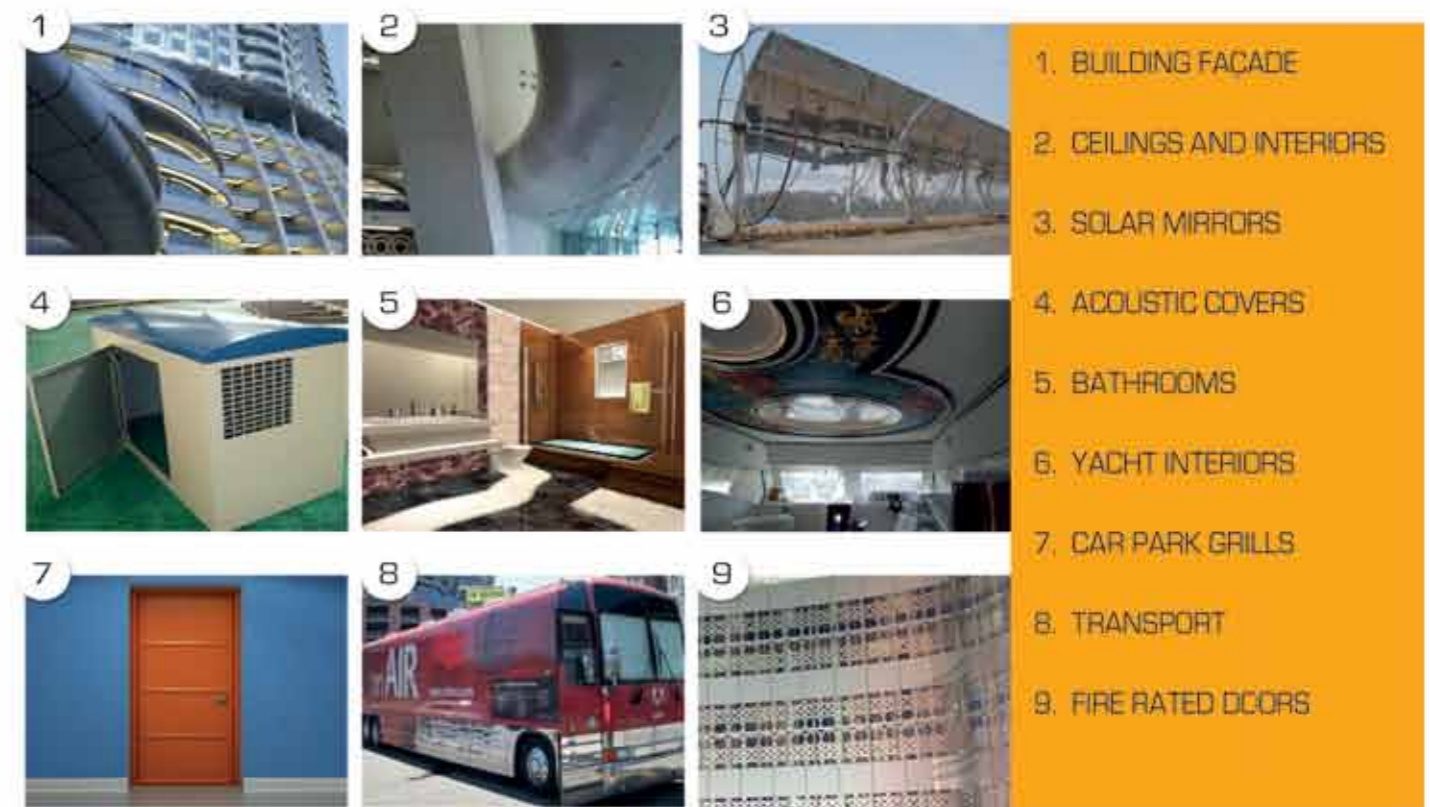 1
2
3
4
5
6
7
8
9
AIR
1. BUILDING FACADE
2. CEILINGS AND INTERIORS
3. SOLAR MIRRORS
4. ACOUSTIC COVERS
5. BATHROOMS
6. YACHT INTERIORS
7. CAR PARK GRILLS
8. TRANSPORT
9. FIRE RATED DOORS